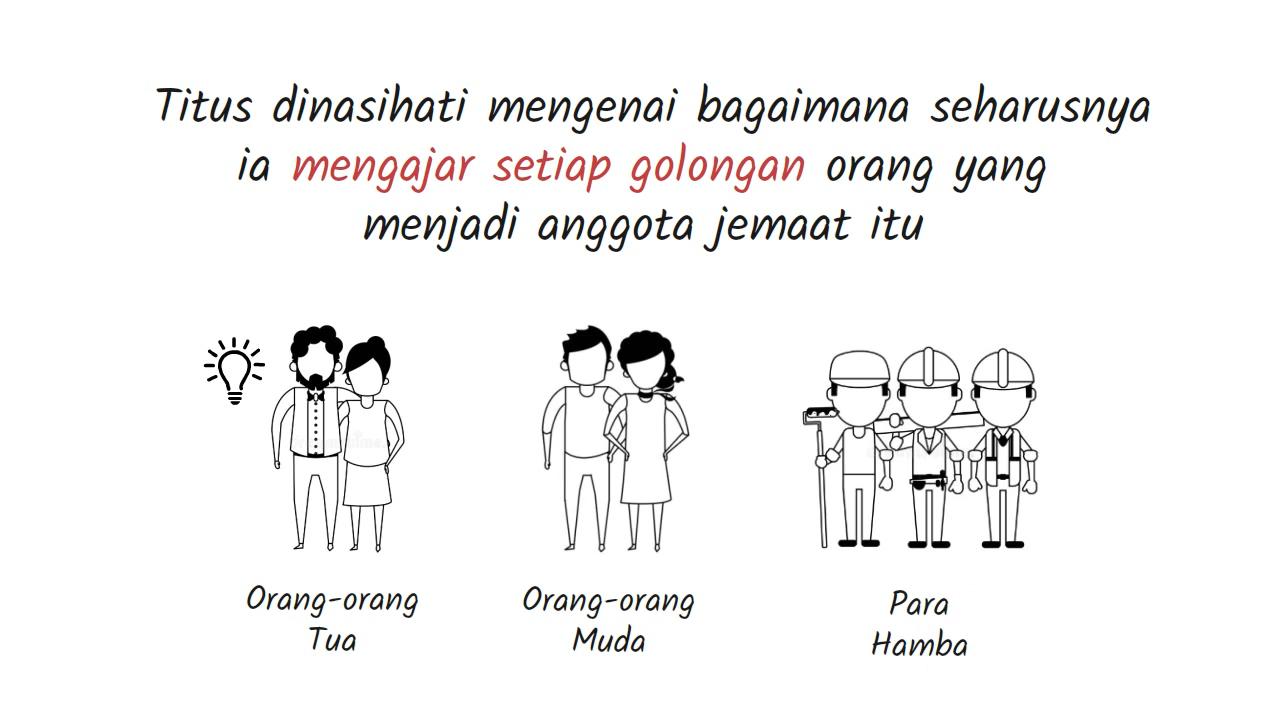 Titus dinasihati mengenai bagaimana seharusnya
ia mengajar setiap golongan orang yang
menjadi anggota jemaat itu
Orang-orang
Tua
Orang-orang
Muda
Para
Hamba